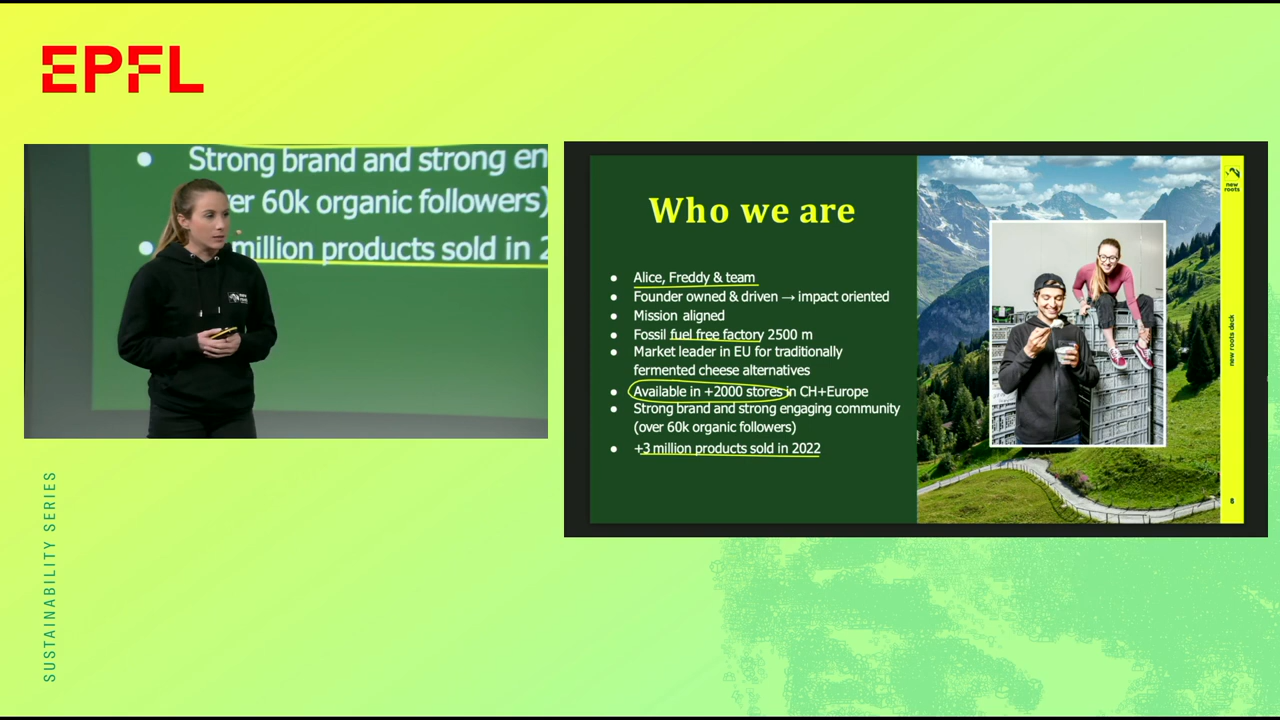 EPFL
Strong brand and strong en
er 60k organic followers)
million products sold in 2
Who we are
● Alice, Freddy & team
● Founder owned & driven → impact oriented
● Mission aligned
● Fossil fuel free factory 2500 m
● Market leader in EU for traditionally
fermented cheese alternatives
● Available in +2000 stores in CH+Europe
● Strong brand and strong engaging community
(over 60k organic followers)
● +3 million products sold in 2022
new
roots
new roots deck
SUSTAINABILITY SERIES